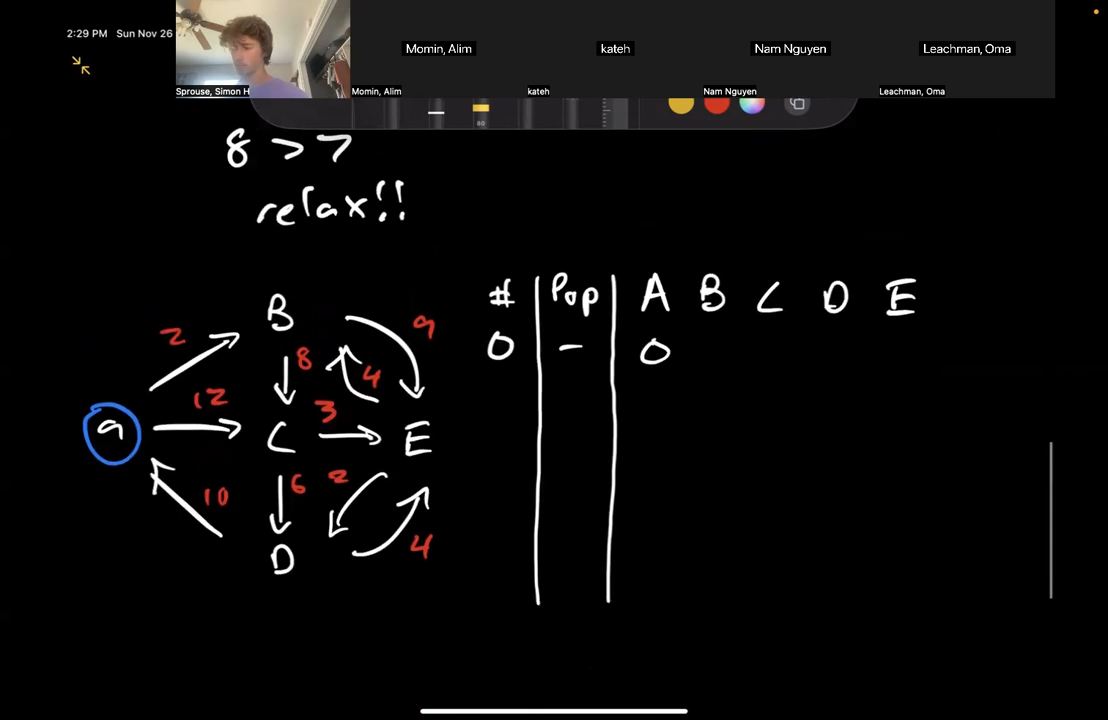 2:29 PM Sun Nov 26
Momin, Alim
kateh
Nam Nguyen
Leachman, Oma
Sprouse, Simon H
Momin, Alim
kateh
Nam Nguyen
Leachman, Oma
80
8 > 7
relax!!
# Pop A B C D E
0 - 0
B
2
9
8
4
12
3
a
C
E
10
6
2
4
D